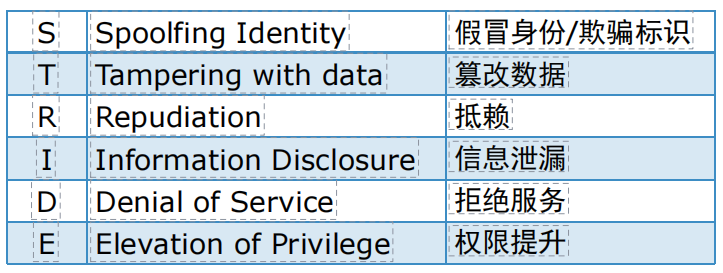 S Spoolfing Identity 假冒身份/欺骗标识
T Tampering with data 篡改数据
R Repudiation 抵赖
I Information Disclosure 信息泄漏
D Denial of Service 拒绝服务
E Elevation of Privilege 权限提升